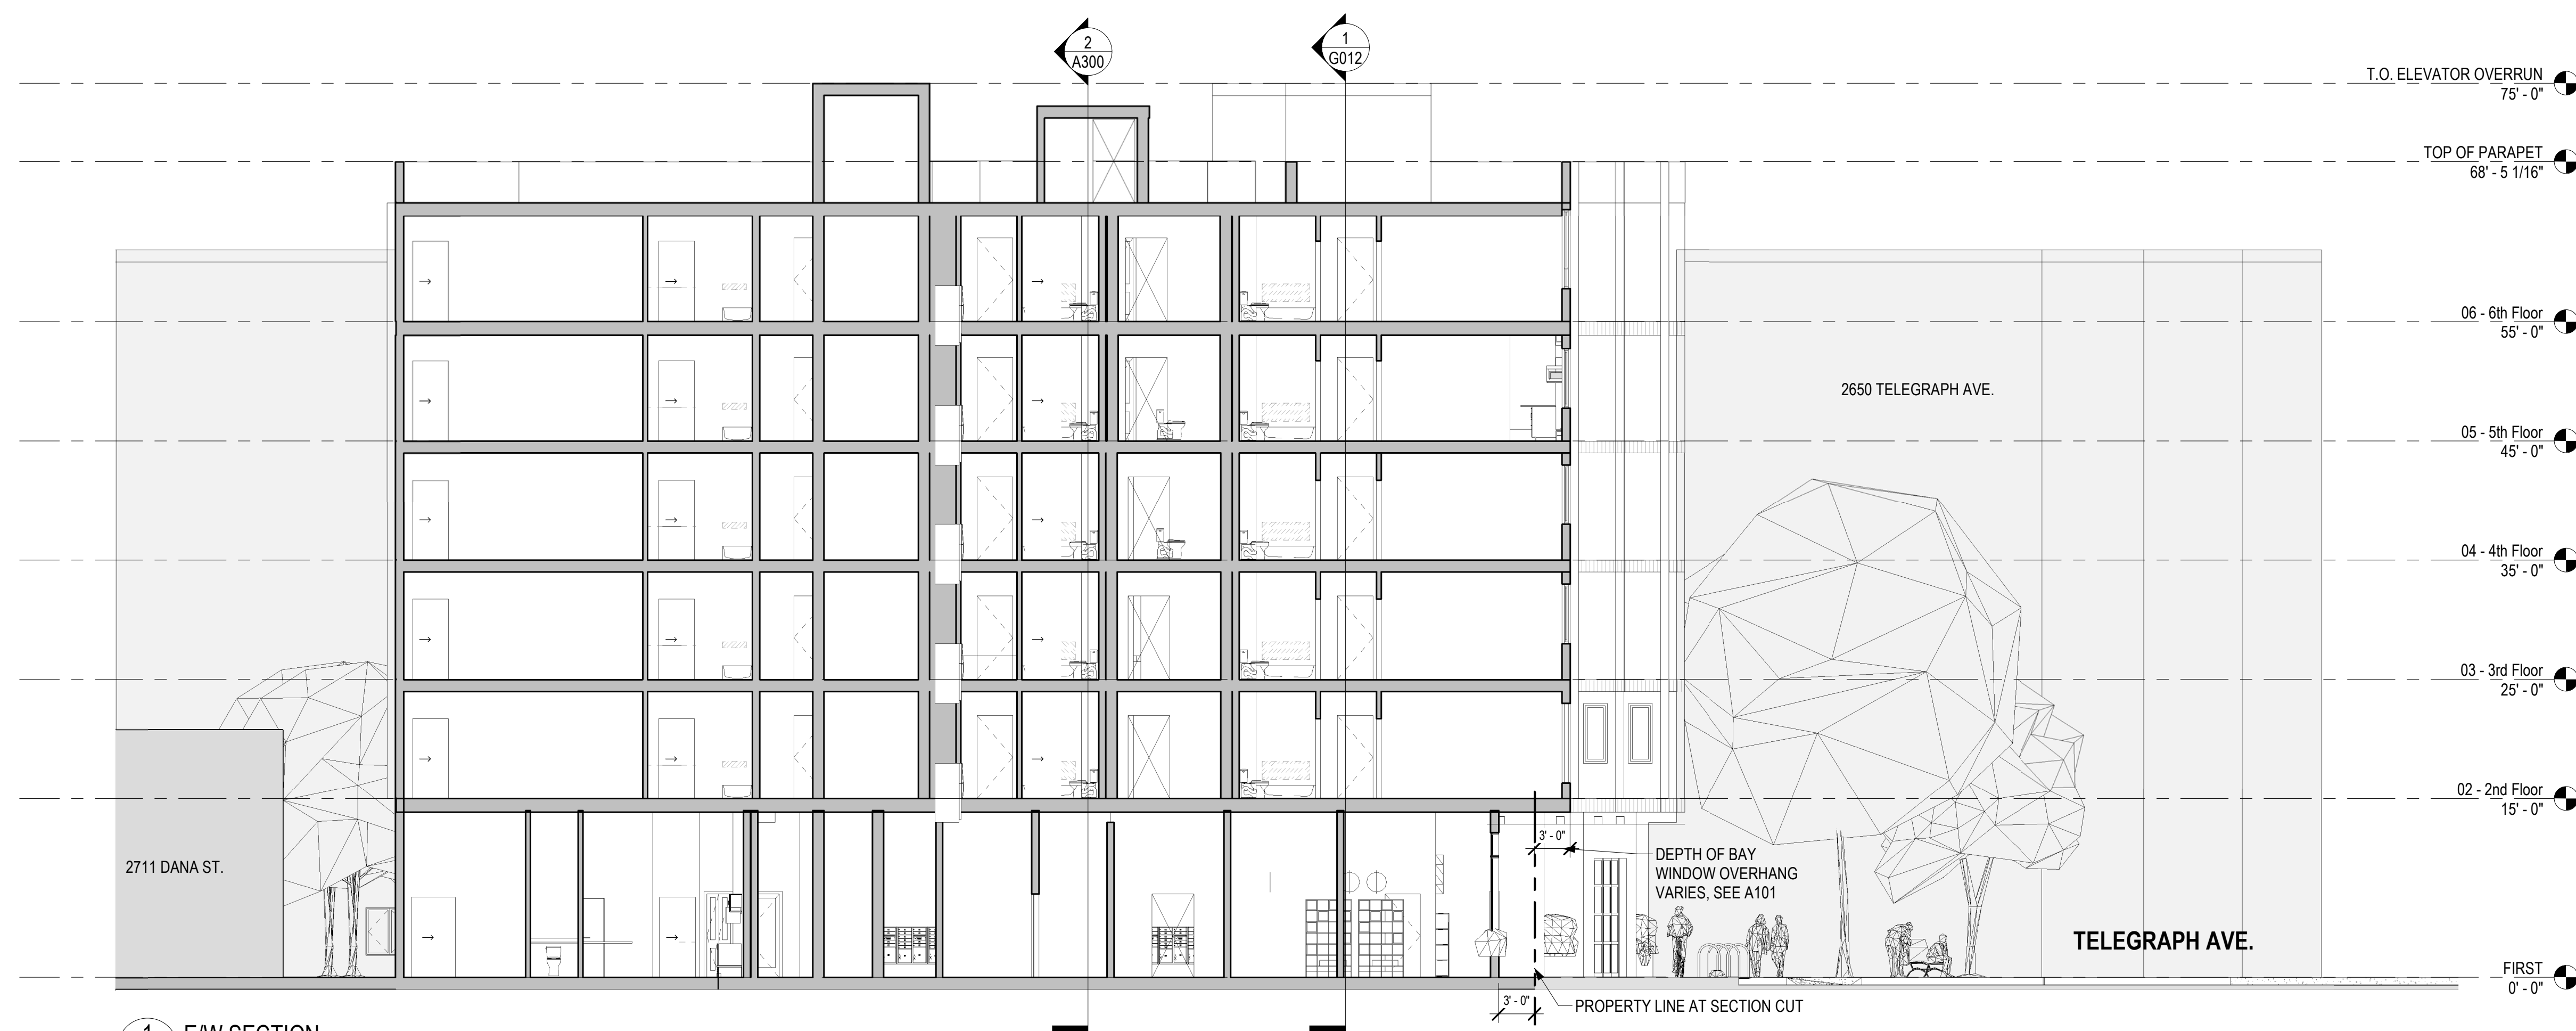 2
A300
1
G012
T.O. ELEVATOR OVERRUN
75' - 0"
TOP OF PARAPET
68' - 5 1/16"
06 - 6th Floor
55' - 0"
2650 TELEGRAPH AVE.
05 - 5th Floor
45' - 0"
04 - 4th Floor
35' - 0"
03 - 3rd Floor
25' - 0"
02 - 2nd Floor
15' - 0"
3' - 0"
DEPTH OF BAY
WINDOW OVERHANG
VARIES, SEE A101
2711 DANA ST.
TELEGRAPH AVE.
FIRST
0' - 0"
3' - 0"
PROPERTY LINE AT SECTION CUT
1
E/W SECTION